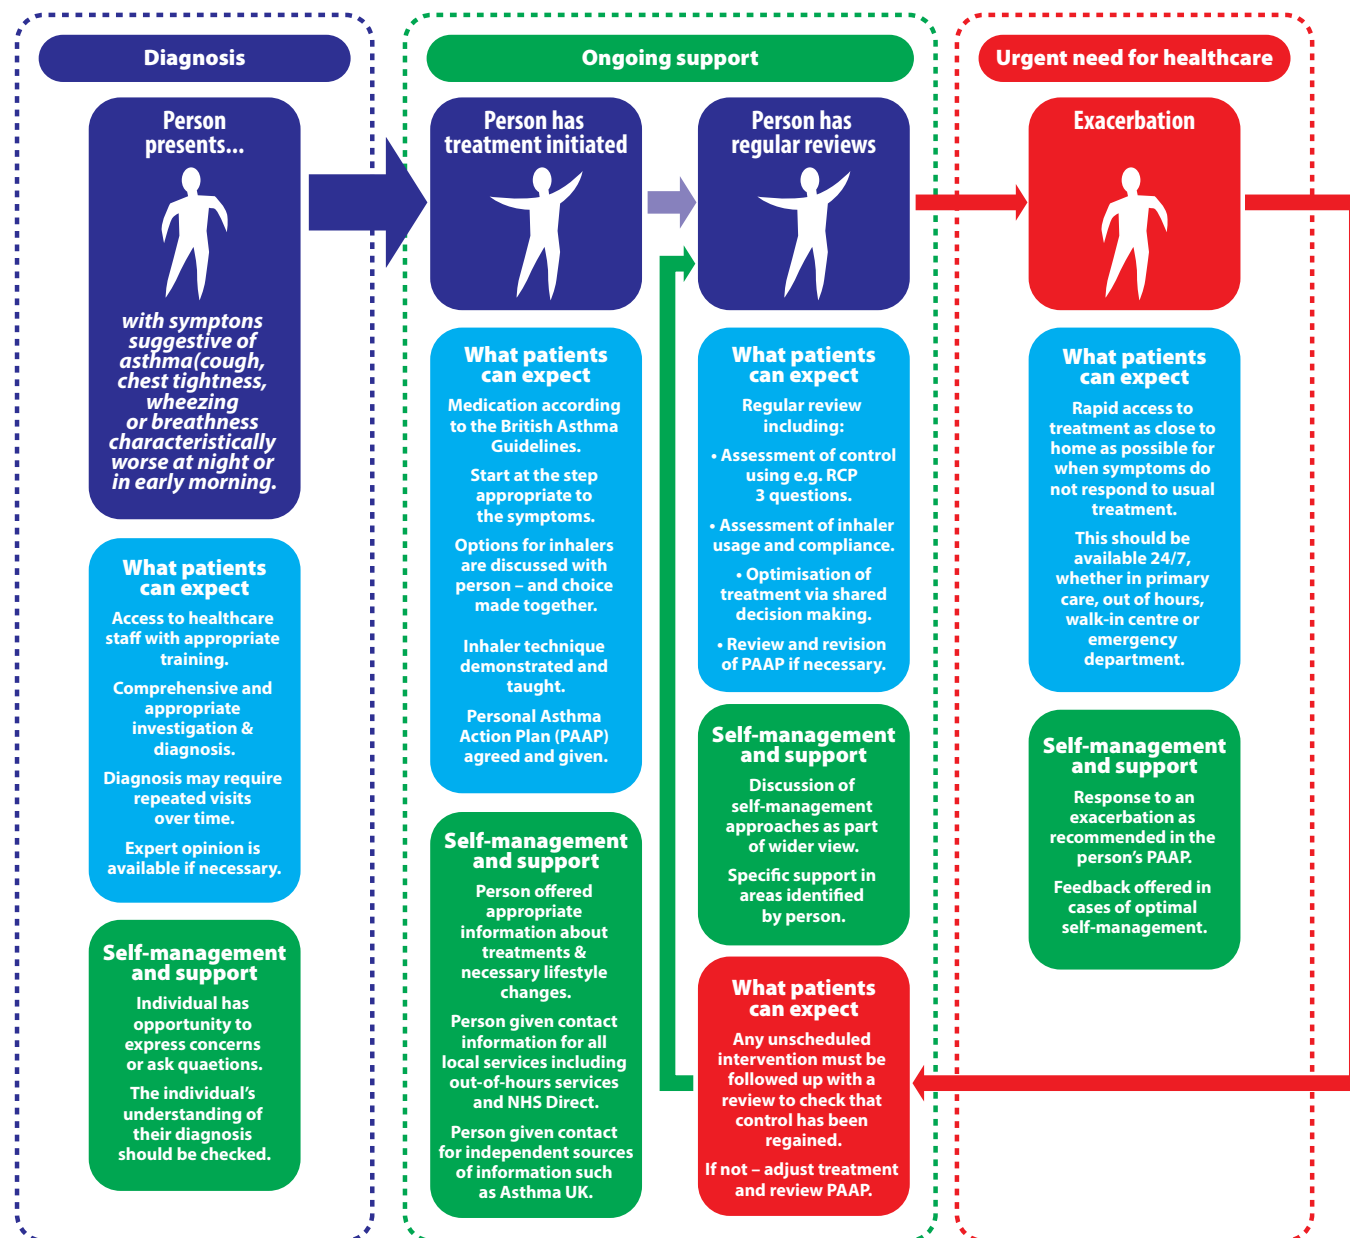 Diagnosis
Person
presents...
with symptons
suggestive of
asthma(cough,
chest tightness,
wheezing
or breathness
characteristically
worse at night or
in early morning.
What patients
can expect
Access to healthcare
staff with appropriate
training.
Comprehensive and
appropriate
investigation &
diagnosis.
Diagnosis may require
repeated visits
over time.
Expert opinion is
available if necessary.
Self-management
and support
Individual has
opportunity to
express concerns
or ask quaetions.
The individual's
understanding of
their diagnosis
should be checked.
Ongoing support
Person has
treatment initiated
What patients
can expect
Medication according
to the British Asthma
Guidelines.
Start at the step
appropriate to
the symptoms.
Options for inhalers
are discussed with
person – and choice
made together.
Inhaler technique
demonstrated and
taught.
Personal Asthma
Action Plan (PAAP)
agreed and given.
Self-management
and support
Person offered
appropriate
information about
treatments &
necessary lifestyle
changes.
Person given contact
information for all
local services including
out-of-hours services
and NHS Direct.
Person given contact
for independent sources
of information such
as Asthma UK.
Person has
regular reviews
What patients
can expect
Regular review
including:
• Assessment of control
using e.g. RCP
3 questions.
• Assessment of inhaler
usage and compliance.
• Optimisation of
treatment via shared
decision making.
• Review and revision
of PAAP if necessary.
Self-management
and support
Discussion of
self-management
approaches as part
of wider view.
Specific support in
areas identified
by person.
What patients
can expect
Any unscheduled
intervention must be
followed up with a
review to check that
control has been
regained.
If not – adjust treatment
and review PAAP.
Urgent need for healthcare
Exacerbation
What patients
can expect
Rapid access to
treatment as close to
home as possible for
when symptoms do
not respond to usual
treatment.
This should be
available 24/7,
whether in primary
care, out of hours,
walk-in centre or
emergency
department.
Self-management
and support
Response to an
exacerbation as
recommended in the
person's PAAP.
Feedback offered in
cases of optimal
self-management.